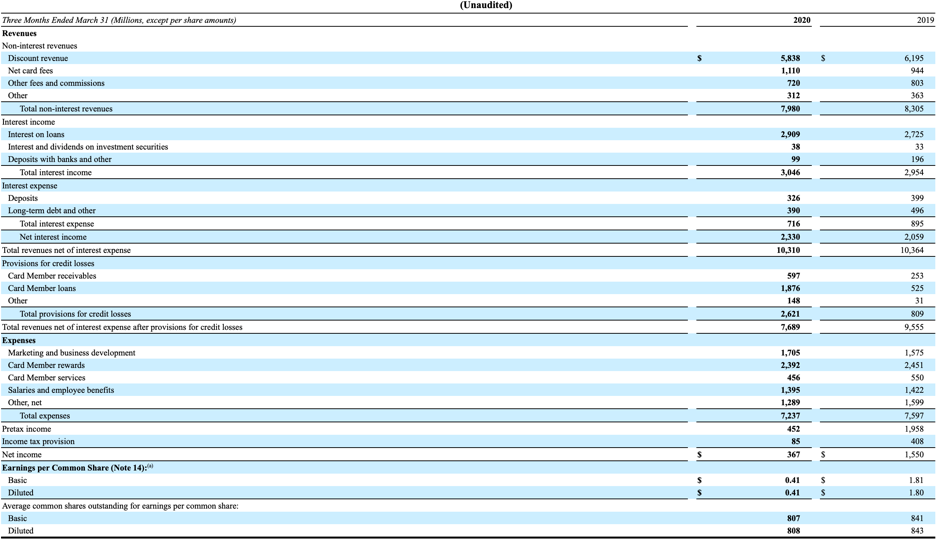 (Unaudited)
Three Months Ended March 31 (Millions, except per share amounts) 2020 2019
Revenues
Non-interest revenues
Discount revenue $ 5,838 $ 6,195
Net card fees 1,110 944
Other fees and commissions 720 803
Other 312 363
Total non-interest revenues 7,980 8,305
Interest income
Interest on loans 2,909 2,725
Interest and dividends on investment securities 38 33
Deposits with banks and other 99 196
Total interest income 3,046 2,954
Interest expense
Deposits 326 399
Long-term debt and other 390 496
Total interest expense 716 895
Net interest income 2,330 2,059
Total revenues net of interest expense 10,310 10,364
Provisions for credit losses
Card Member receivables 597 253
Card Member loans 1,876 525
Other 148 31
Total provisions for credit losses 2,621 809
Total revenues net of interest expense after provisions for credit losses 7,689 9,555
Expenses
Marketing and business development 1,705 1,575
Card Member rewards 2,392 2,451
Card Member services 456 550
Salaries and employee benefits 1,395 1,422
Other, net 1,289 1,599
Total expenses 7,237 7,597
Pretax income 452 1,958
Income tax provision 85 408
Net income $ 367 $ 1,550
Earnings per Common Share (Note 14):(a)
Basic $ 0.41 $ 1.81
Diluted $ 0.41 $ 1.80
Average common shares outstanding for earnings per common share:
Basic 807 841
Diluted 808 843